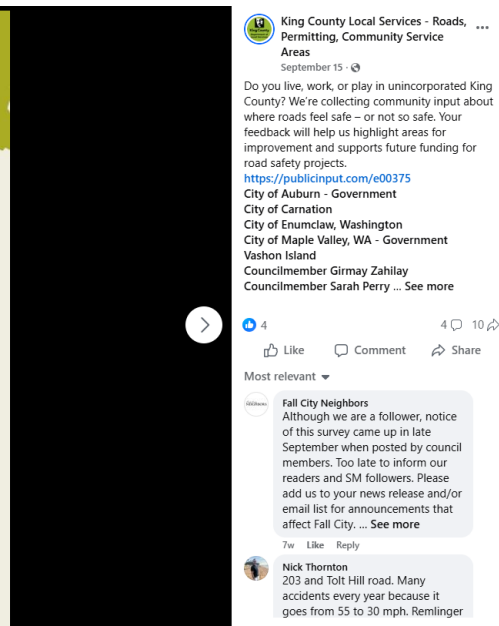 King County Local Services - Roads,
Permitting, Community Service
Areas
September 15 ·
Do you live, work, or play in unincorporated King
County? We're collecting community input about
where roads feel safe – or not so safe. Your
feedback will help us highlight areas for
improvement and supports future funding for
road safety projects.
https://publicinput.com/e00375
City of Auburn - Government
City of Carnation
City of Enumclaw, Washington
City of Maple Valley, WA - Government
Vashon Island
Councilmember Girmay Zahilay
Councilmember Sarah Perry ... See more
4 4 10
Like Comment Share
Most relevant
Fall City Neighbors
Although we are a follower, notice
of this survey came up in late
September when posted by council
members. Too late to inform our
readers and SM followers. Please
add us to your news release and/or
email list for announcements that
affect Fall City. ... See more
7w Like Reply
Nick Thornton
203 and Tolt Hill road. Many
accidents every year because it
goes from 55 to 30 mph. Remlinger